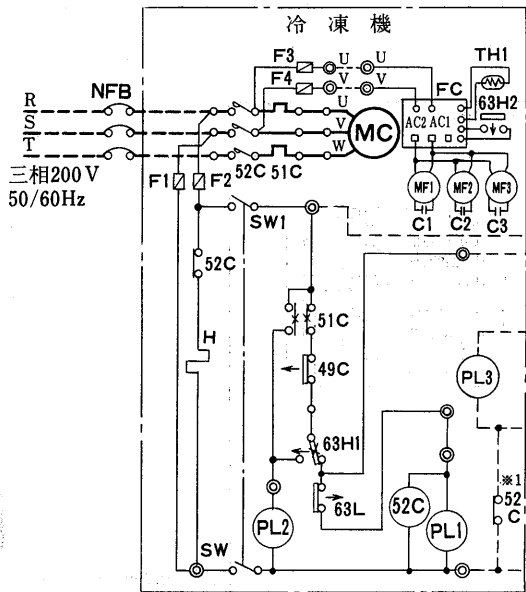 冷凍機
F3 U U
F4 V V
TH1
FC
63H2
NFB
R
S
T
U
V
W
MC
AC2 AC1
三相200V
50/60Hz
F1 F2
52C 51C
MF1 MF2 MF3
C1 C2 C3
SW1
52C
51C
H
49C
PL3
63H1
※1
52
C
63L
52C
PL2
PL1
SW